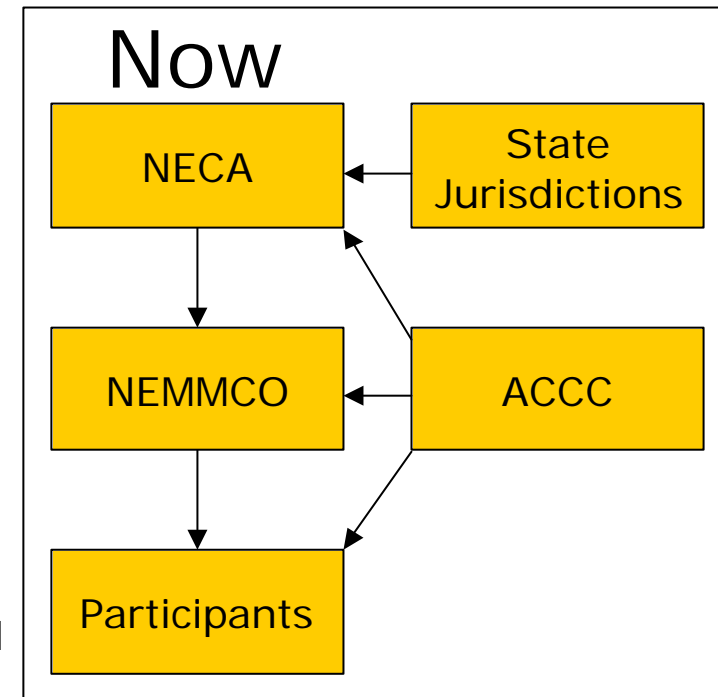 Now
NECA
State
Jurisdictions
NEMMCO
ACCC
Participants